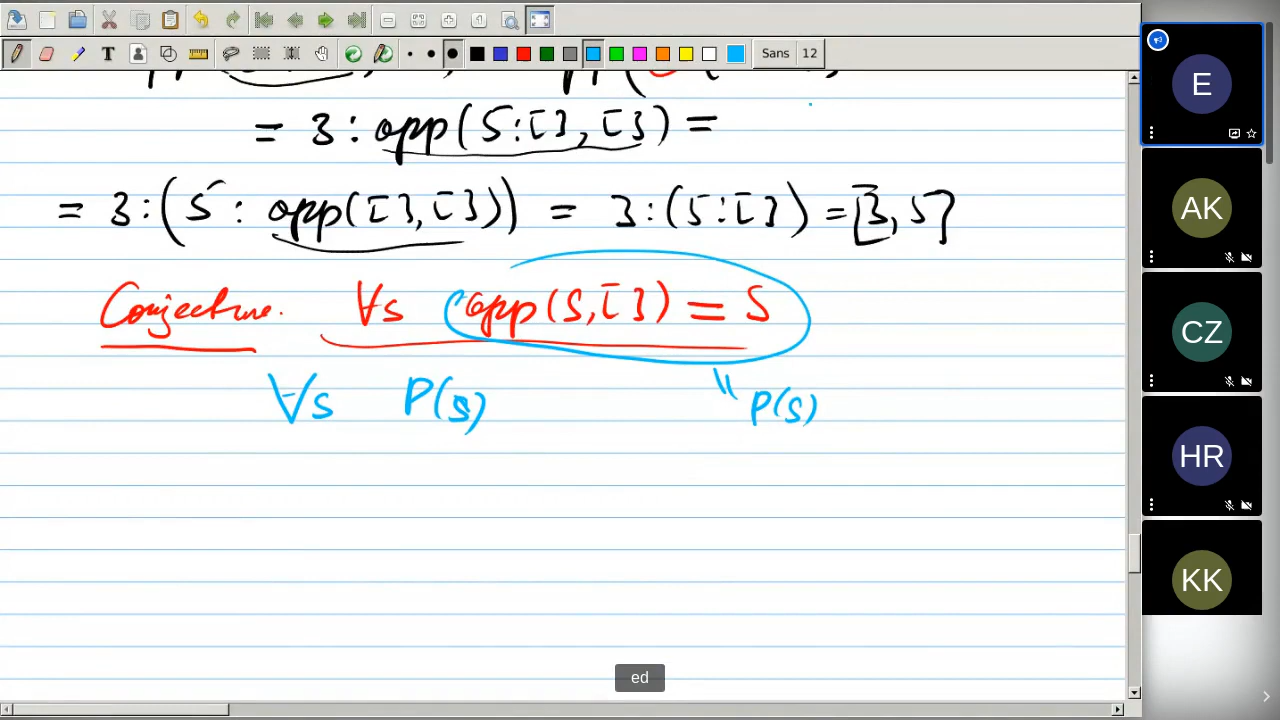 Sans 12
= 3 : app(5:[], []) =
= 3:(5 : app([], [])) = 3:(5:[]) = [3, 5]
Conjecture. ∀s app(s, []) = s
∀s P(s) " P(s)
ed
E
AK
CZ
HR
KK